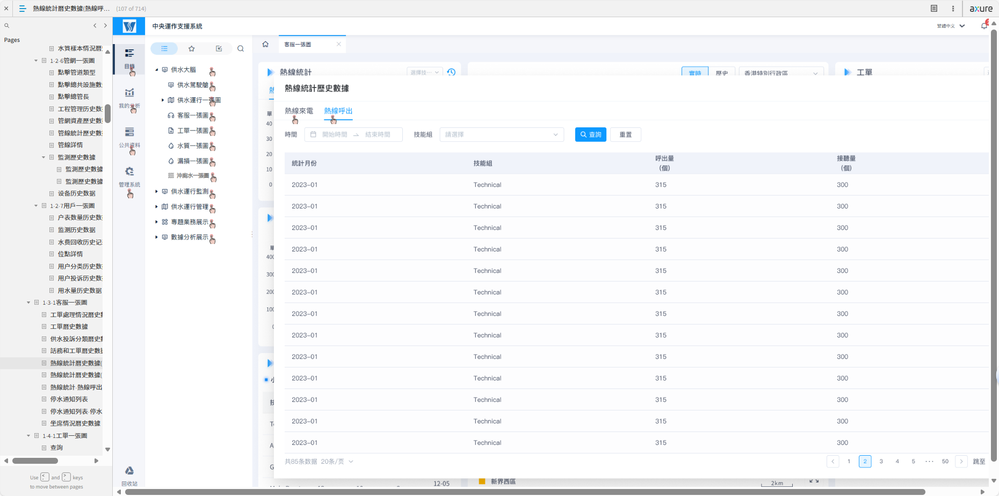 熱線統計歷史數據(熱線呼... (107 of 714)
axure
Pages
水質樣本情況歷
1-2-6管網一張圖
點擊管道類型
點擊總共設施數
點擊總管長
工程管理历史数
管網資產歷史數
管線統計歷史數
管線詳情
監測歷史數據
監測歷史數據
監測歷史數據
设备历史数据
1-2-7用戶一張圖
户表数量历史数
监测历史数据
水费回收历史记
位點詳情
用户分类历史数
用户投诉历史数
用水量历史数据
1-3-1客服一張圖
工單處理情況歷史
工單歷史數據
供水投訴分類歷史
話務和工單歷史數
熱線統計歷史數據(
熱線統計歷史數據(
熱線統計-熱線呼出
停水通知列表
停水通知列表-停水
坐席情況歷史數據
1-4-1工單一張圖
查詢
Use < , and > . keys
to move between pages
中央運作支援系統
繁體中文
目錄
我的分析
公共資料
管理系統
回收站
供水大腦
供水駕駛艙
供水運行一張圖
客服一張圖
工單一張圖
水質一張圖
漏損一張圖
沖廁水一張圖
供水運行監測
供水運行管理
專題業務展示
數據分析展示
客服一張圖
熱線統計
選擇技...
實時 歷史 香港特別行政區
工單
單
40
30
20
10
0
單
400
300
200
100
0
熱線統計歷史數據
熱線來電 熱線呼出
時間 開始時間 → 結束時間 技能組 請選擇 查詢 重置
統計月份 技能組 呼出量(個) 接聽量(個)
2023-01 Technical 315 300
2023-01 Technical 315 300
2023-01 Technical 315 300
2023-01 Technical 315 300
2023-01 Technical 315 300
2023-01 Technical 315 300
2023-01 Technical 315 300
2023-01 Technical 315 300
2023-01 Technical 315 300
2023-01 Technical 315 300
2023-01 Technical 315 300
2023-01 Technical 315 300
2023-01 Technical 315 300
共85条数据 20条/页
1 2 3 4 5 ··· 50 跳至
12-05
新界西區
2km